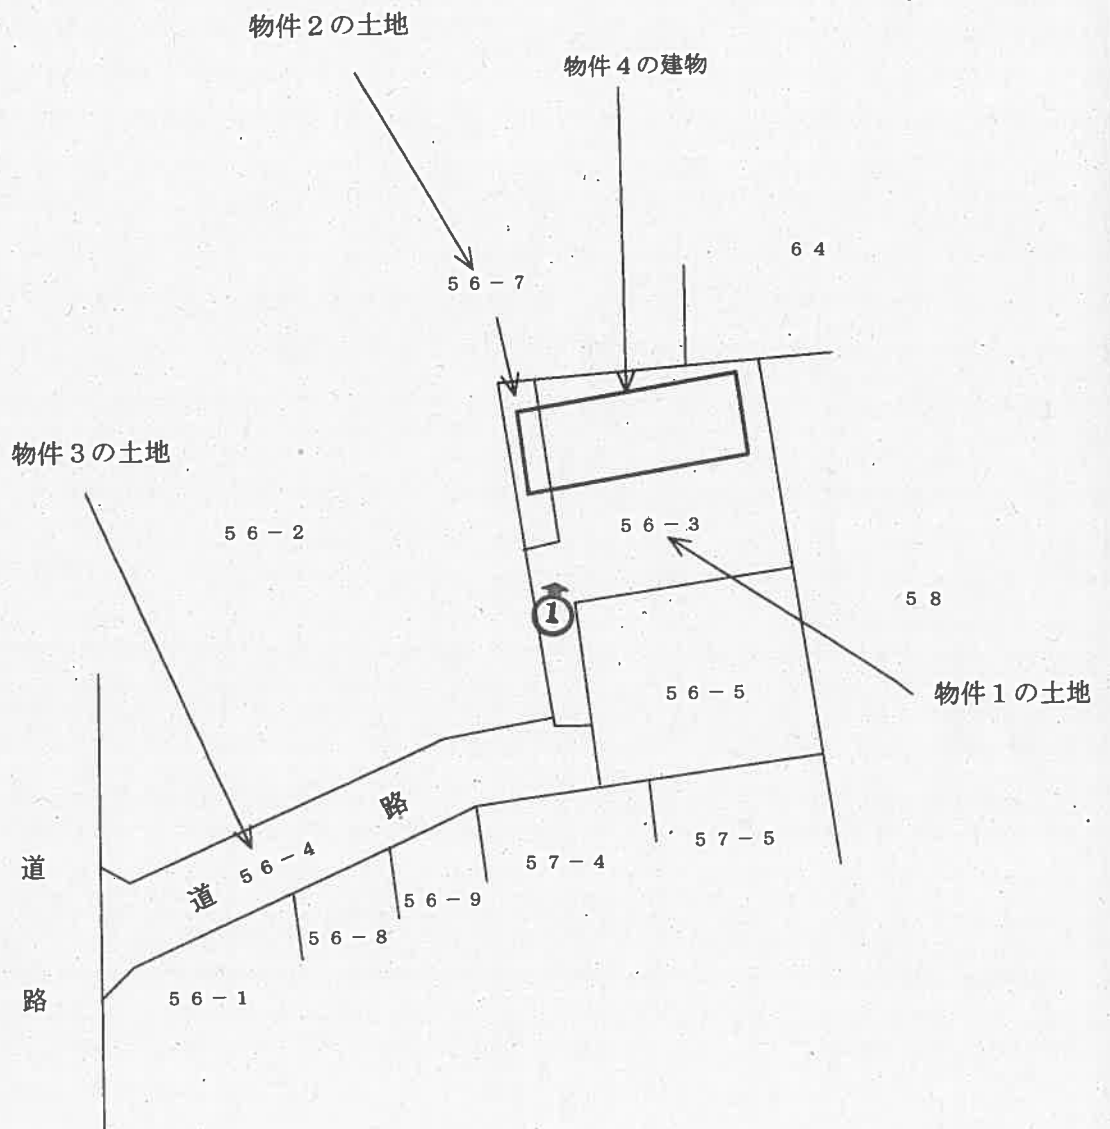 物件２の土地
物件４の建物
６４
５６－７
物件３の土地
５６－２
５６－３
５８
①
５６－５
物件１の土地
路
道
５６－４
道
５７－４
５７－５
５６－９
５６－８
路
５６－１